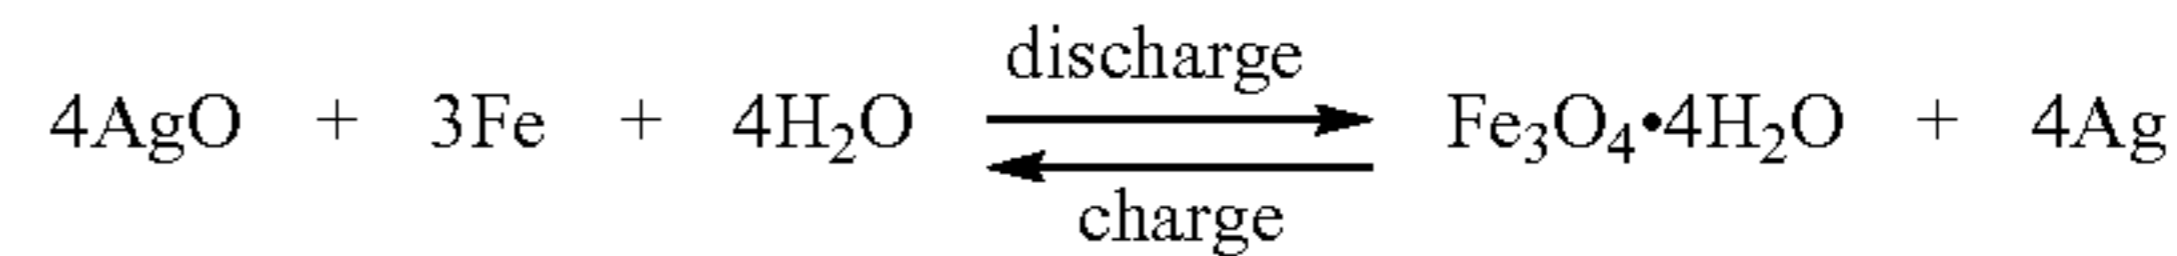 discharge
4AgO + 3Fe + 4H₂O Fe₃O₄•4H₂O + 4Ag
charge